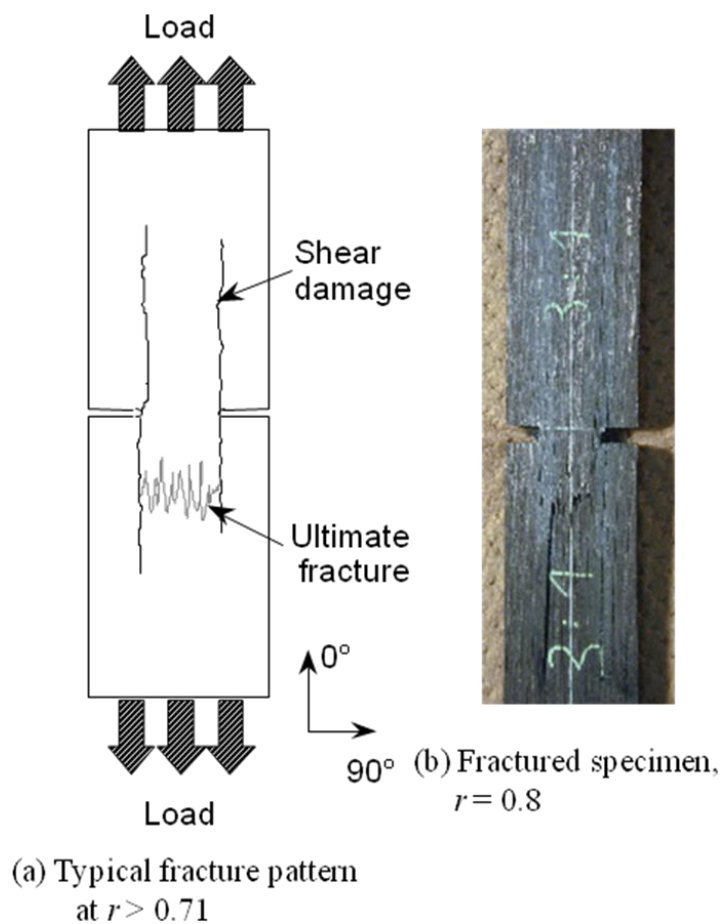 Load
Shear
damage
Ultimate
fracture
0°
90°
Load
(a) Typical fracture pattern
at r > 0.71
3:1
3:1
(b) Fractured specimen,
r = 0.8